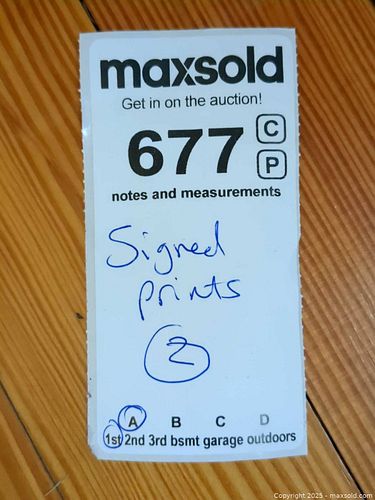 maxsold
Get in on the auction!
677 C
P
notes and measurements
Signed
prints
2
A B C D
1st 2nd 3rd bsmt garage outdoors
Copyright 2025 - maxsold.com